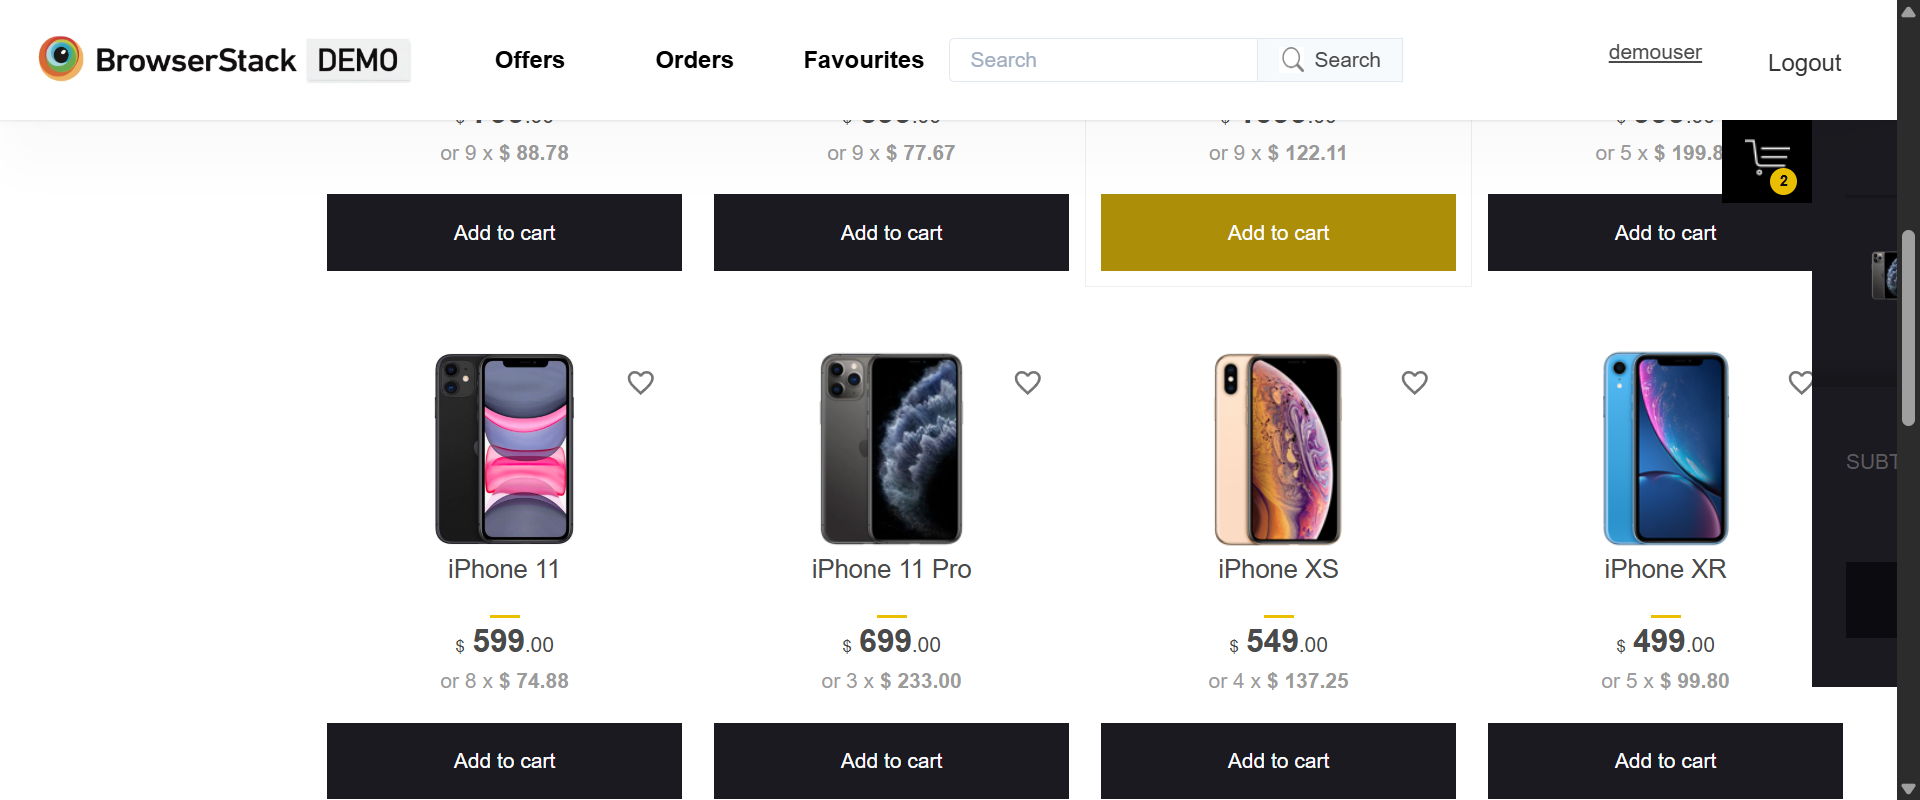 BrowserStack DEMO Offers Orders Favourites Search Search demouser Logout
or 9 x $ 88.78 or 9 x $ 77.67 or 9 x $ 122.11 or 5 x $ 199.8
2
Add to cart Add to cart Add to cart Add to cart
SUBT
iPhone 11 iPhone 11 Pro iPhone XS iPhone XR
$ 599.00 $ 699.00 $ 549.00 $ 499.00
or 8 x $ 74.88 or 3 x $ 233.00 or 4 x $ 137.25 or 5 x $ 99.80
Add to cart Add to cart Add to cart Add to cart